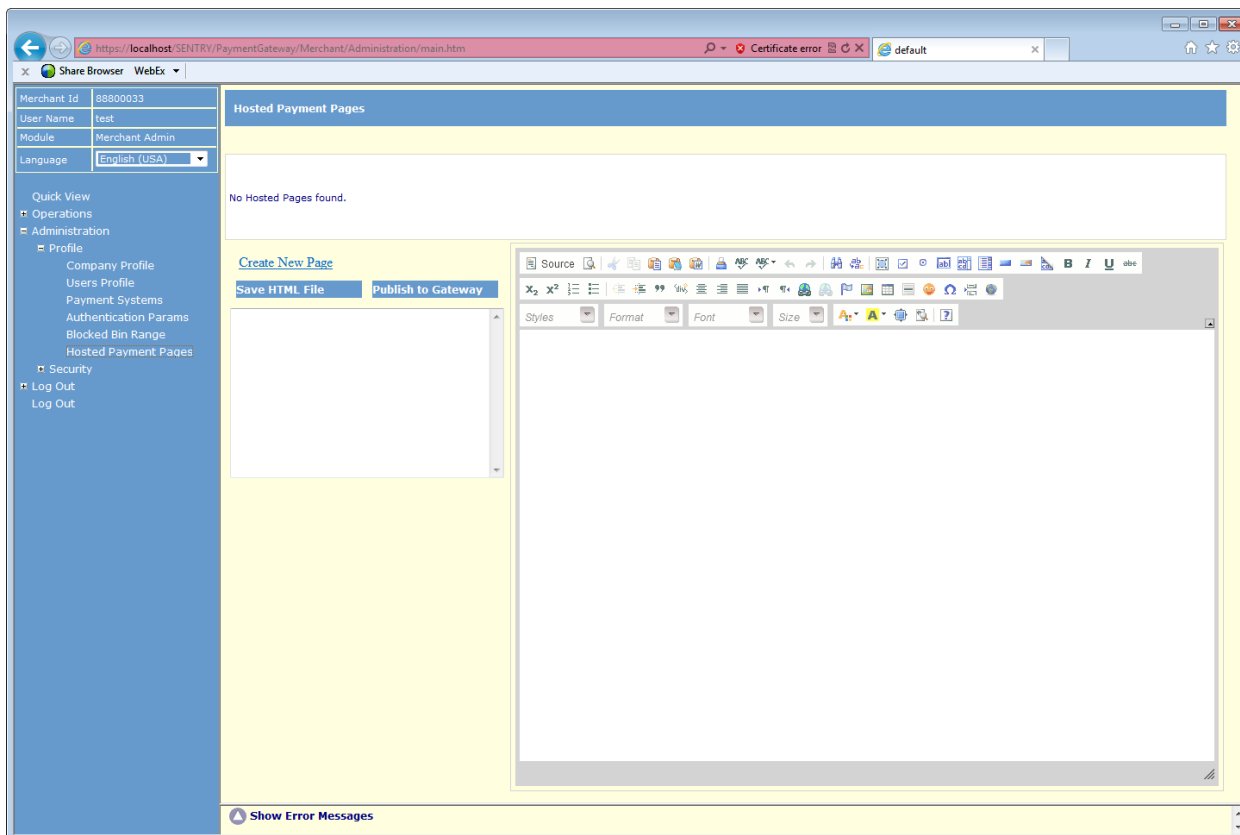 https://localhost/SENTRY/PaymentGateway/Merchant/Administration/main.htm
Certificate error
default
x Share Browser WebEx
Merchant Id 88800033
User Name test
Module Merchant Admin
Language English (USA)
Quick View
Operations
Administration
Profile
Company Profile
Users Profile
Payment Systems
Authentication Params
Blocked Bin Range
Hosted Payment Pages
Security
Log Out
Log Out
Hosted Payment Pages
No Hosted Pages found.
Create New Page
Save HTML File Publish to Gateway
Source
B I U abc
X₂ X²
Styles Format Font Size
Show Error Messages